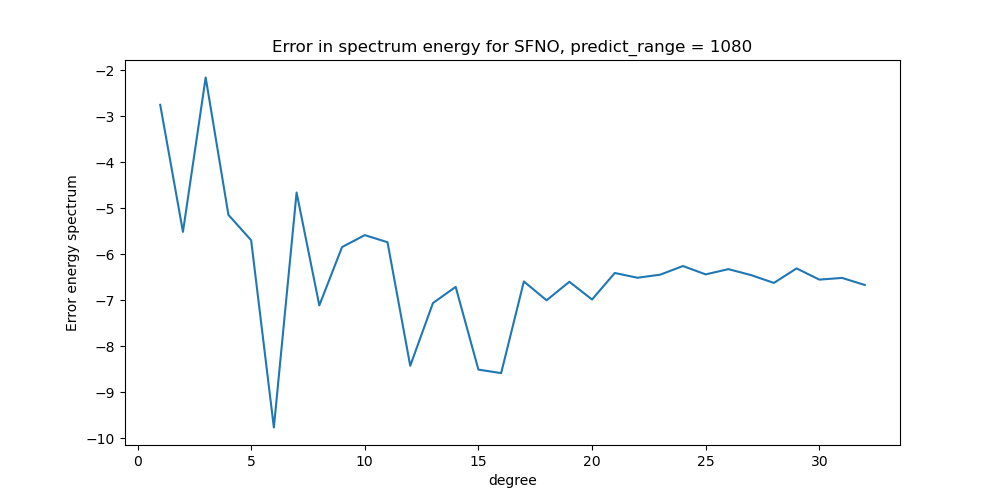 Error in spectrum energy for SFNO, predict_range = 1080
Error energy spectrum
−2
−3
−4
−5
−6
−7
−8
−9
−10
0 5 10 15 20 25 30
degree